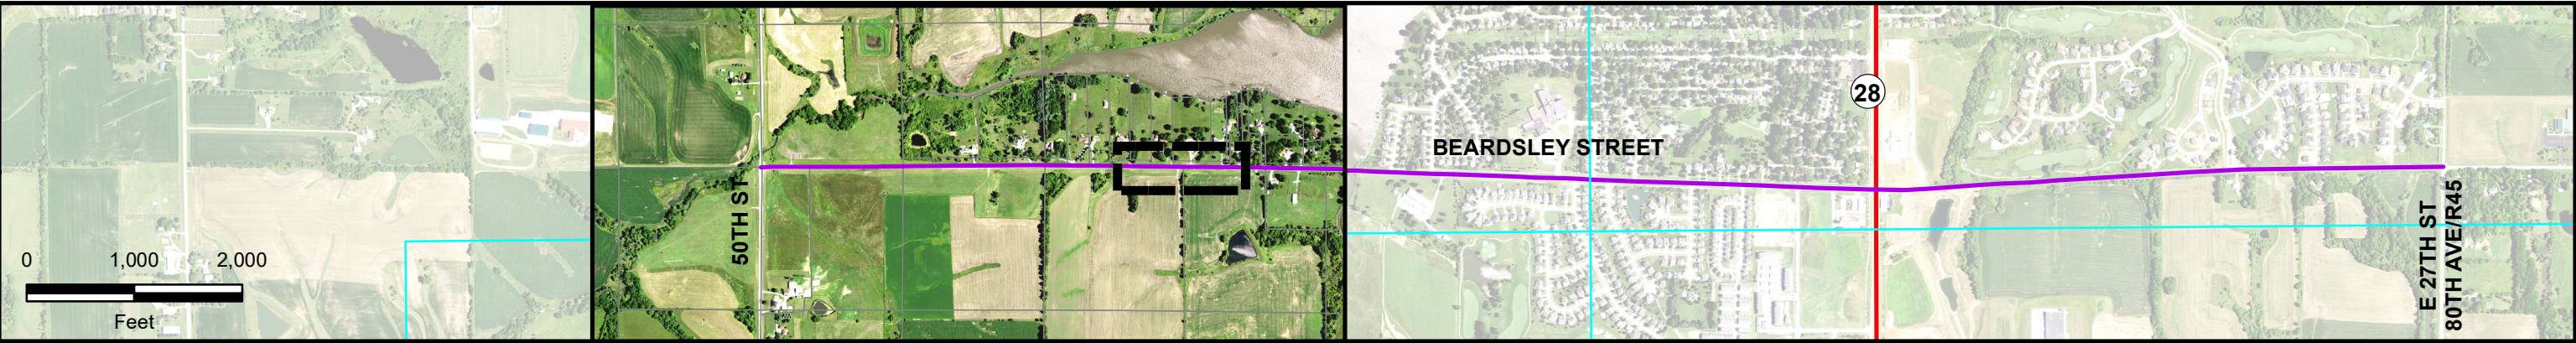 28
BEARDSLEY STREET
50TH ST
E 27TH ST
80TH AVE/R45
0 1,000 2,000
Feet